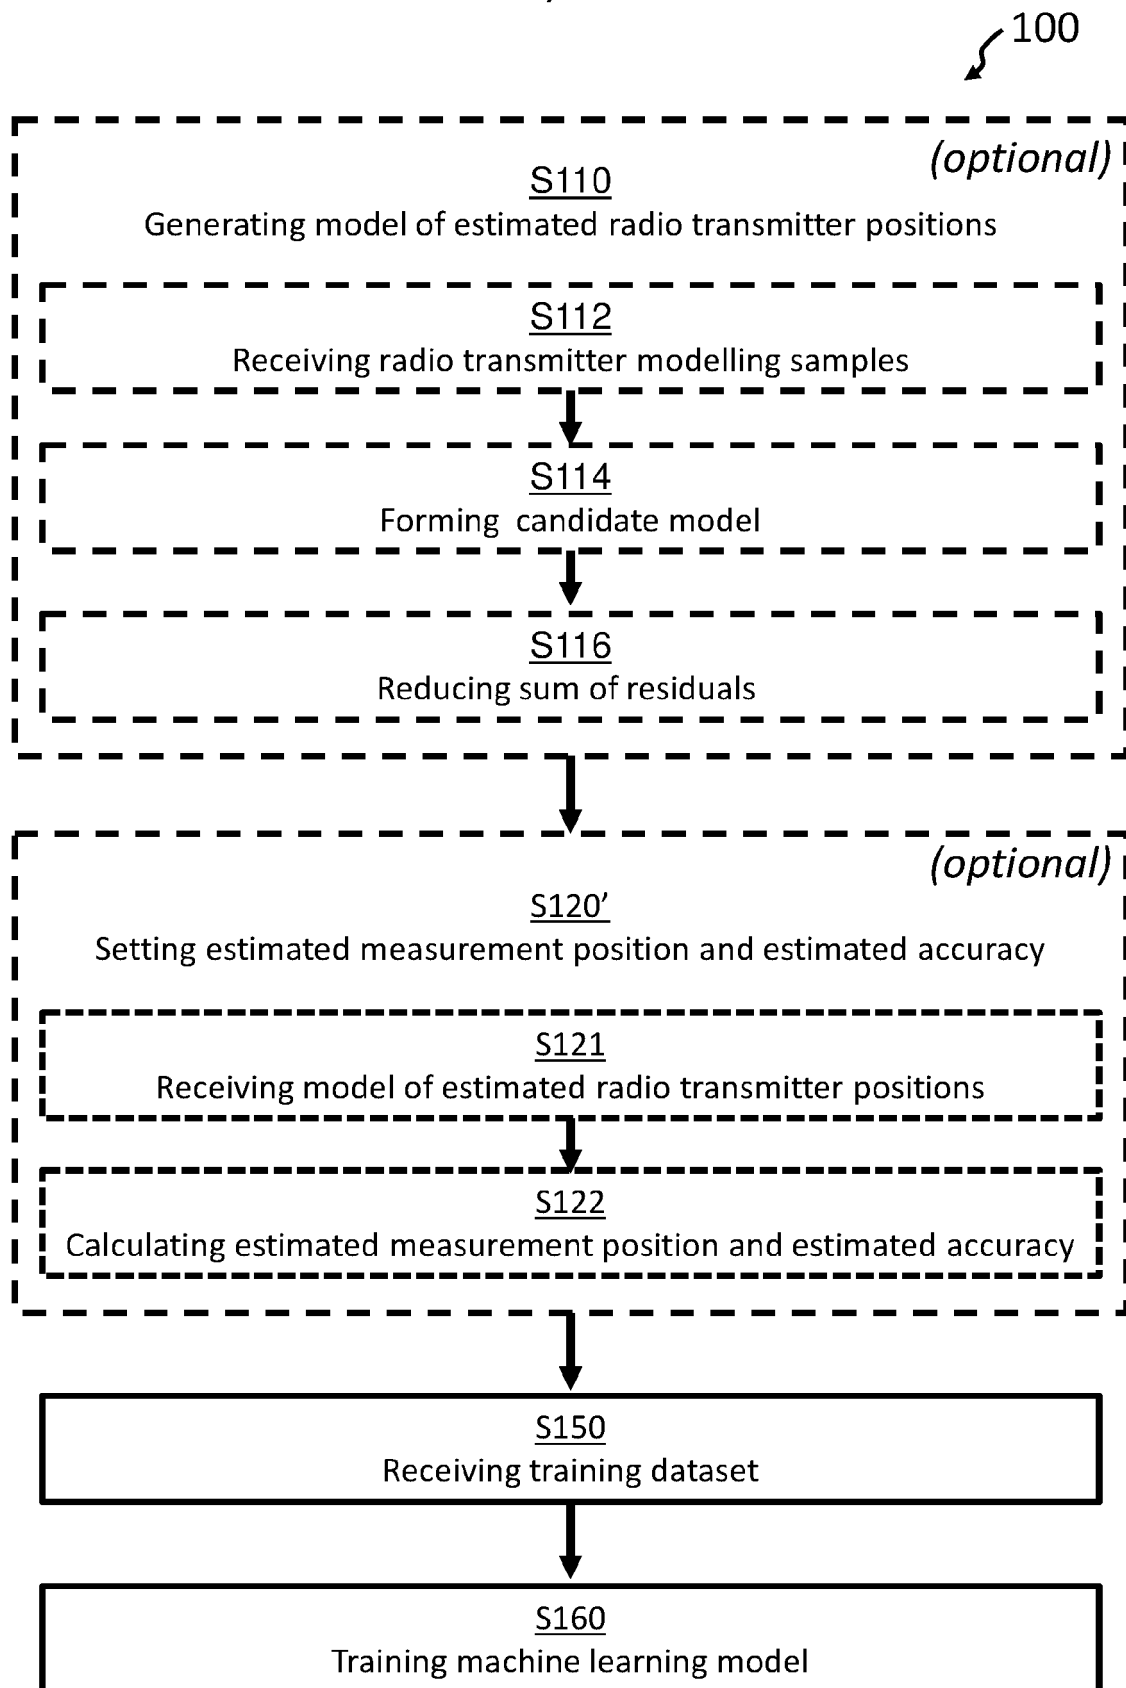 100
(optional)
S110
Generating model of estimated radio transmitter positions
S112
Receiving radio transmitter modelling samples
S114
Forming candidate model
S116
Reducing sum of residuals
(optional)
S120’
Setting estimated measurement position and estimated accuracy
S121
Receiving model of estimated radio transmitter positions
S122
Calculating estimated measurement position and estimated accuracy
S150
Receiving training dataset
S160
Training machine learning model